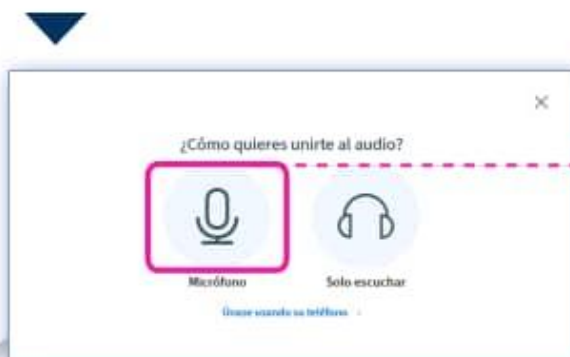 ¿Cómo quieres unirte al audio?
Micrófono
Solo escuchar
Únase usando su teléfono